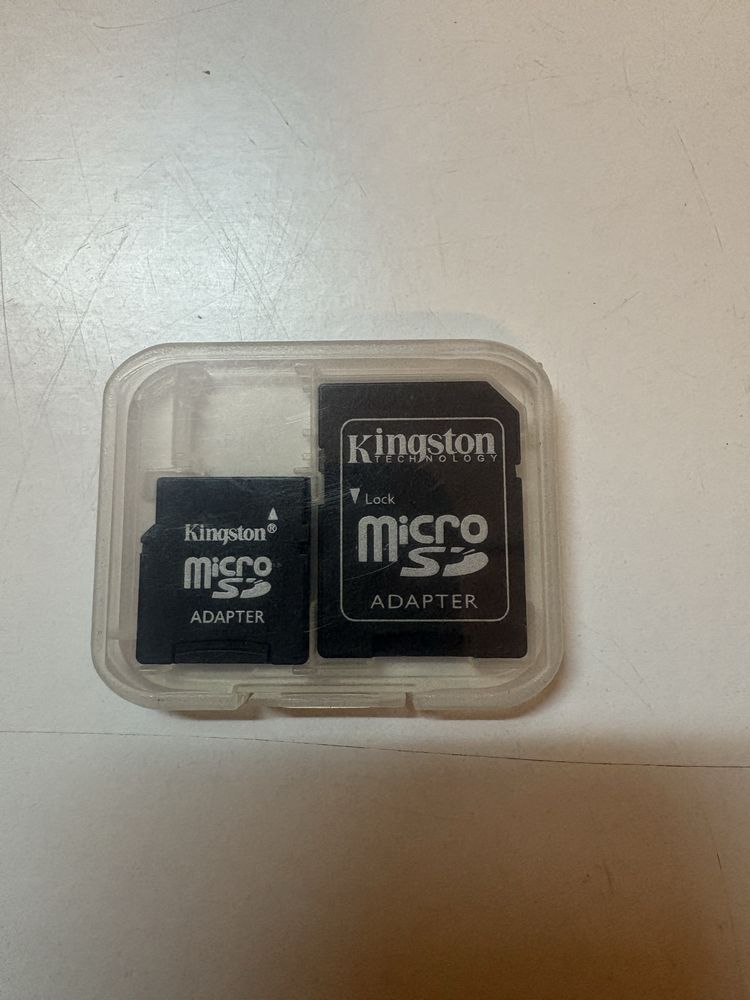 Kingston®
micro
SD
ADAPTER
Kingston
TECHNOLOGY
Lock
micro
SD
ADAPTER